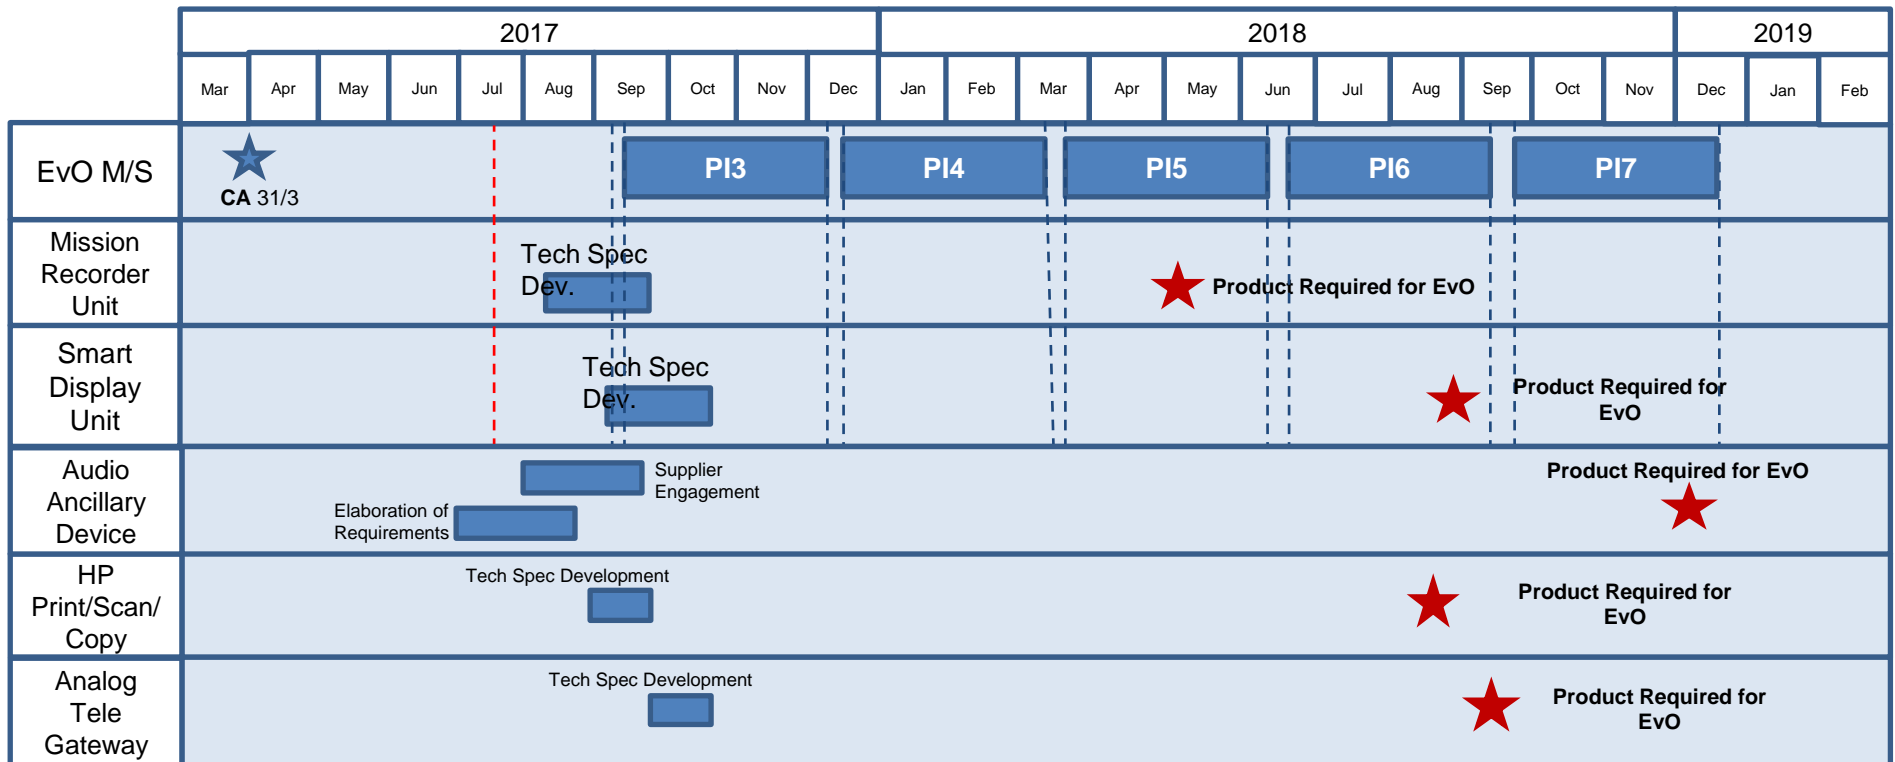 2017
2018
2019
Mar
Apr
May
Jun
Jul
Aug
Sep
Oct
Nov
Dec
Jan
Feb
Mar
Apr
May
Jun
Jul
Aug
Sep
Oct
Nov
Dec
Jan
Feb
EvO M/S
CA 31/3
PI3
PI4
PI5
PI6
PI7
Mission
Recorder
Unit
Tech Spec
Dev.
Product Required for EvO
Smart
Display
Unit
Tech Spec
Dev.
Product Required for
EvO
Audio
Ancillary
Device
Supplier
Engagement
Elaboration of
Requirements
Product Required for EvO
HP
Print/Scan/
Copy
Tech Spec Development
Product Required for
EvO
Analog
Tele
Gateway
Tech Spec Development
Product Required for
EvO